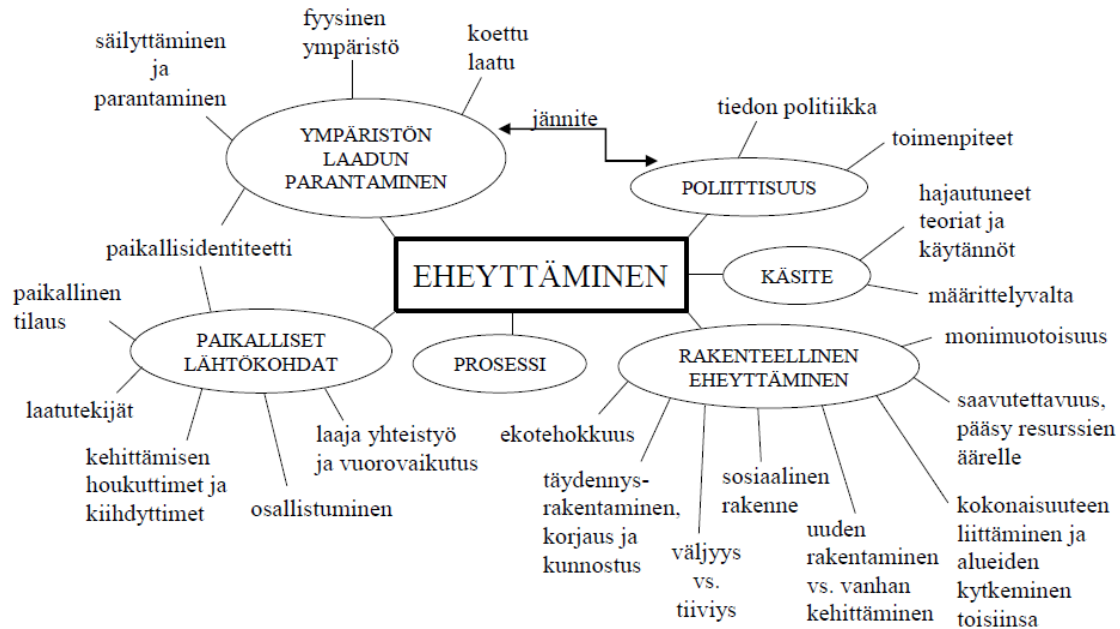 säilyttäminen
ja
parantaminen
fyysinen
ympäristö
koettu
laatu
YMPÄRISTÖN
LAADUN
PARANTAMINEN
jännite
tiedon politiikka
toimenpiteet
POLIITTISUUS
hajautuneet
teoriat ja
käytännöt
KÄSITE
määrittelyvalta
EHEYTTÄMINEN
paikallisidentiteetti
paikallinen
tilaus
PAIKALLISET
LÄHTÖKOHDAT
laatutekijät
kehittämisen
houkuttimet ja
kiihdyttimet
osallistuminen
laaja yhteistyö
ja vuorovaikutus
PROSESSI
RAKENTEELLINEN
EHEYTTÄMINEN
monimuotoisuus
saavutettavuus,
pääsy resurssien
äärelle
ekotehokkuus
täydennys-
rakentaminen,
korjaus ja
kunnostus
väljyys
vs.
tiiviys
sosiaalinen
rakenne
uuden
rakentaminen
vs. vanhan
kehittäminen
kokonaisuuteen
liittäminen ja
alueiden
kytkeminen
toisiinsa